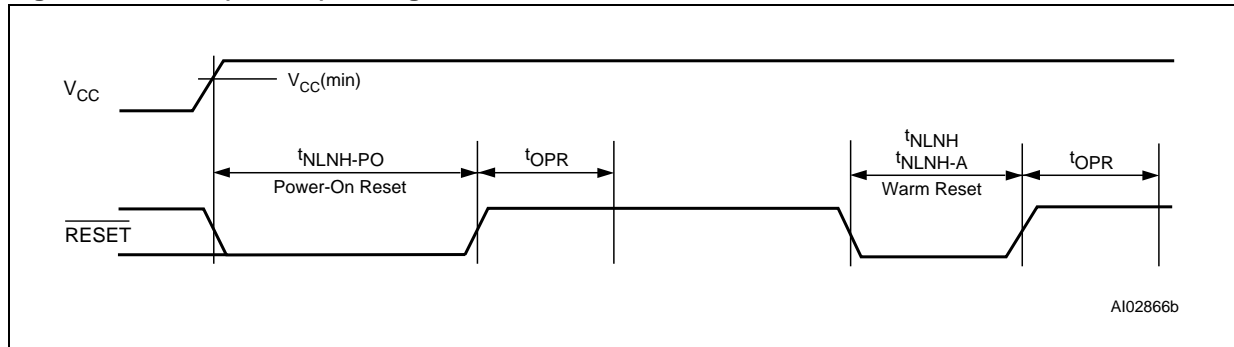 VCC
VCC(min)
tNLNH-PO
Power-On Reset
tOPR
tNLNH
tNLNH-A
Warm Reset
tOPR
RESET
AI02866b